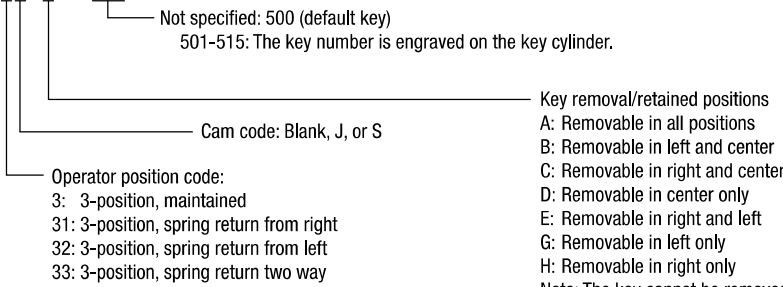 Not specified: 500 (default key)
501-515: The key number is engraved on the key cylinder.
Key removal/retained positions
A: Removable in all positions
B: Removable in left and center
C: Removable in right and center
D: Removable in center only
E: Removable in right and left
G: Removable in left only
H: Removable in right only
Cam code: Blank, J, or S
Operator position code:
3: 3-position, maintained
31: 3-position, spring return from right
32: 3-position, spring return from left
33: 3-position, spring return two way